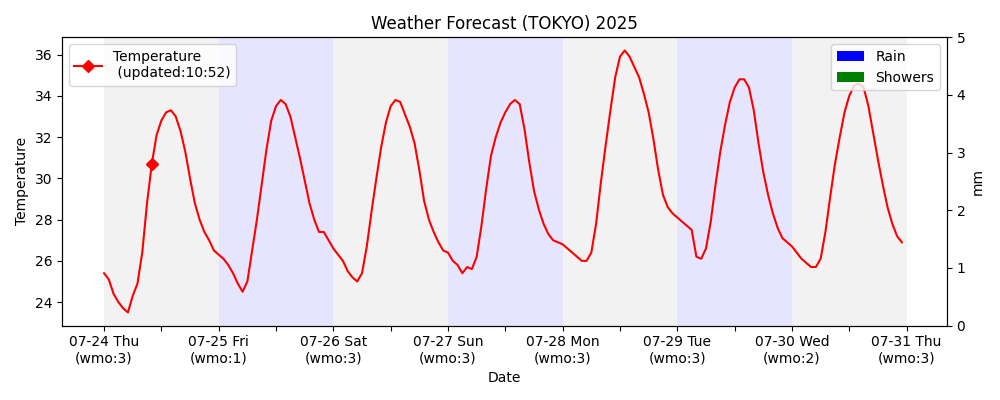 Weather Forecast (TOKYO) 2025
Temperature
(updated:10:52)
Rain
Showers
36
34
32
30
28
26
24
Temperature
5
4
3
2
1
0
mm
07-24 Thu
(wmo:3)
07-25 Fri
(wmo:1)
07-26 Sat
(wmo:3)
07-27 Sun
(wmo:3)
07-28 Mon
(wmo:3)
07-29 Tue
(wmo:3)
07-30 Wed
(wmo:2)
07-31 Thu
(wmo:3)
Date